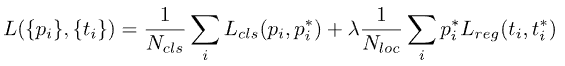 L({p_i}, {t_i}) = \frac{1}{N_{cls}} \sum_i L_{cls}(p_i, p_i^*) + λ \frac{1}{N_{loc}} \sum_i p_i^* L_{reg}(t_i, t_i^*)